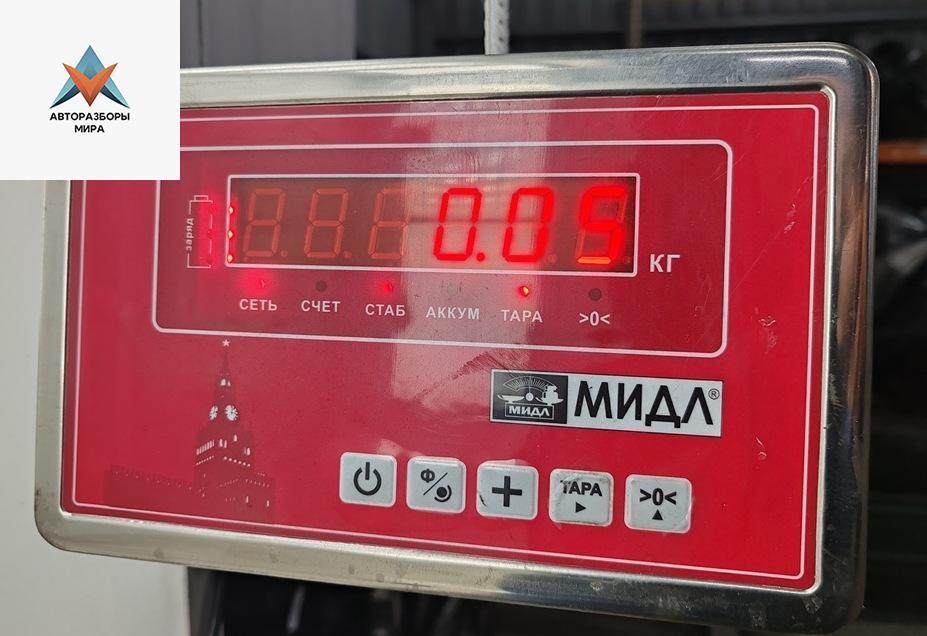 АВТОРАЗБОРЫ
МИРА
заряд
0.05
КГ
СЕТЬ СЧЕТ СТАБ АККУМ ТАРА >0<
МИДЛ МИДЛ®
Ф ТАРА >0<